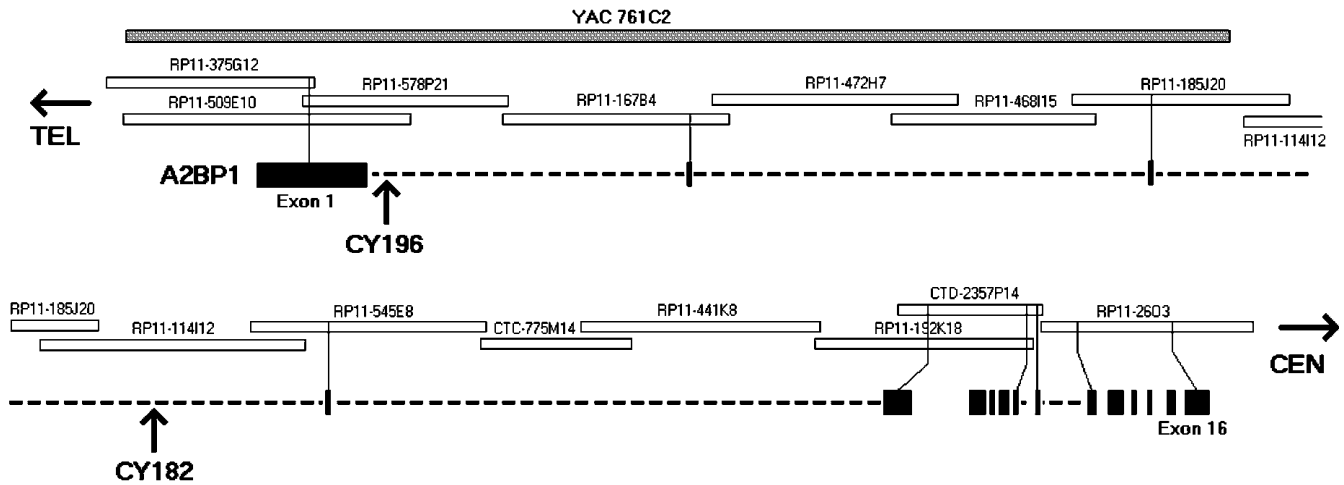 YAC 761C2
RP11-375G12
RP11-578P21
RP11-472H7
RP11-185J20
RP11-509E10
RP11-167B4
RP11-468I15
RP11-114I12
TEL
A2BP1
Exon 1
CY196
RP11-185J20
RP11-114I12
RP11-545E8
CTC-775M14
RP11-441K8
RP11-192K18
CTD-2357P14
RP11-26O3
CEN
Exon 16
CY182